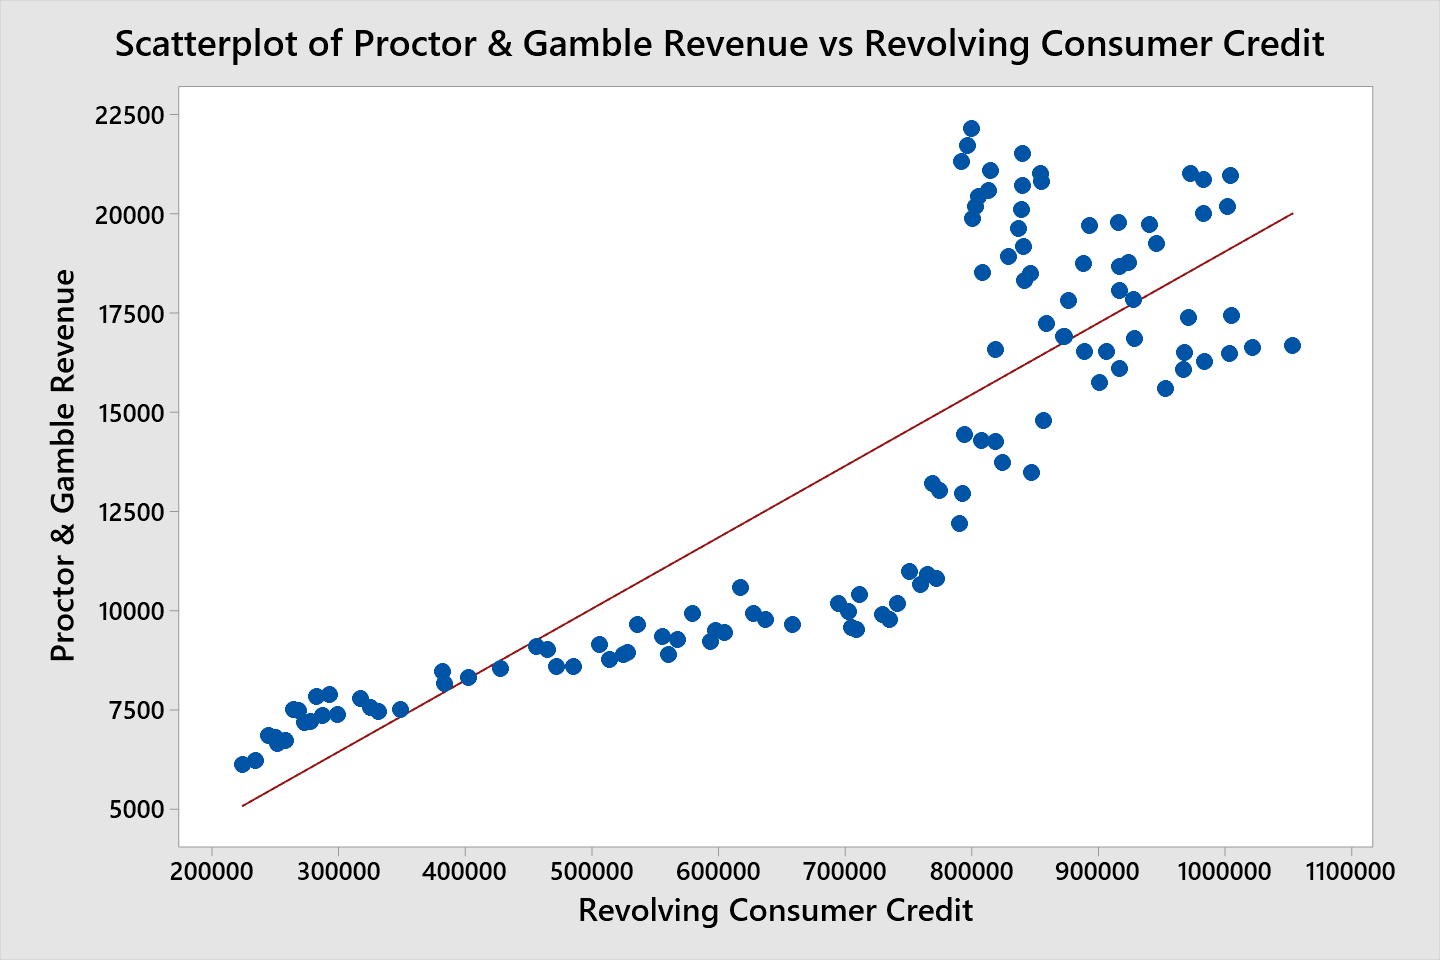 Scatterplot of Proctor & Gamble Revenue vs Revolving Consumer Credit
Proctor & Gamble Revenue
22500
20000
17500
15000
12500
10000
7500
5000
200000 300000 400000 500000 600000 700000 800000 900000 1000000 1100000
Revolving Consumer Credit